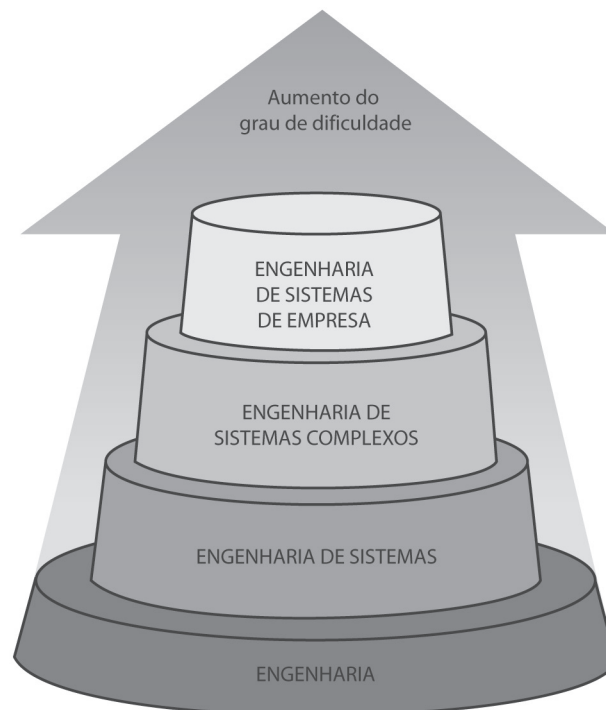 Aumento do
grau de dificuldade
ENGENHARIA
DE SISTEMAS
DE EMPRESA
ENGENHARIA DE
SISTEMAS COMPLEXOS
ENGENHARIA DE SISTEMAS
ENGENHARIA